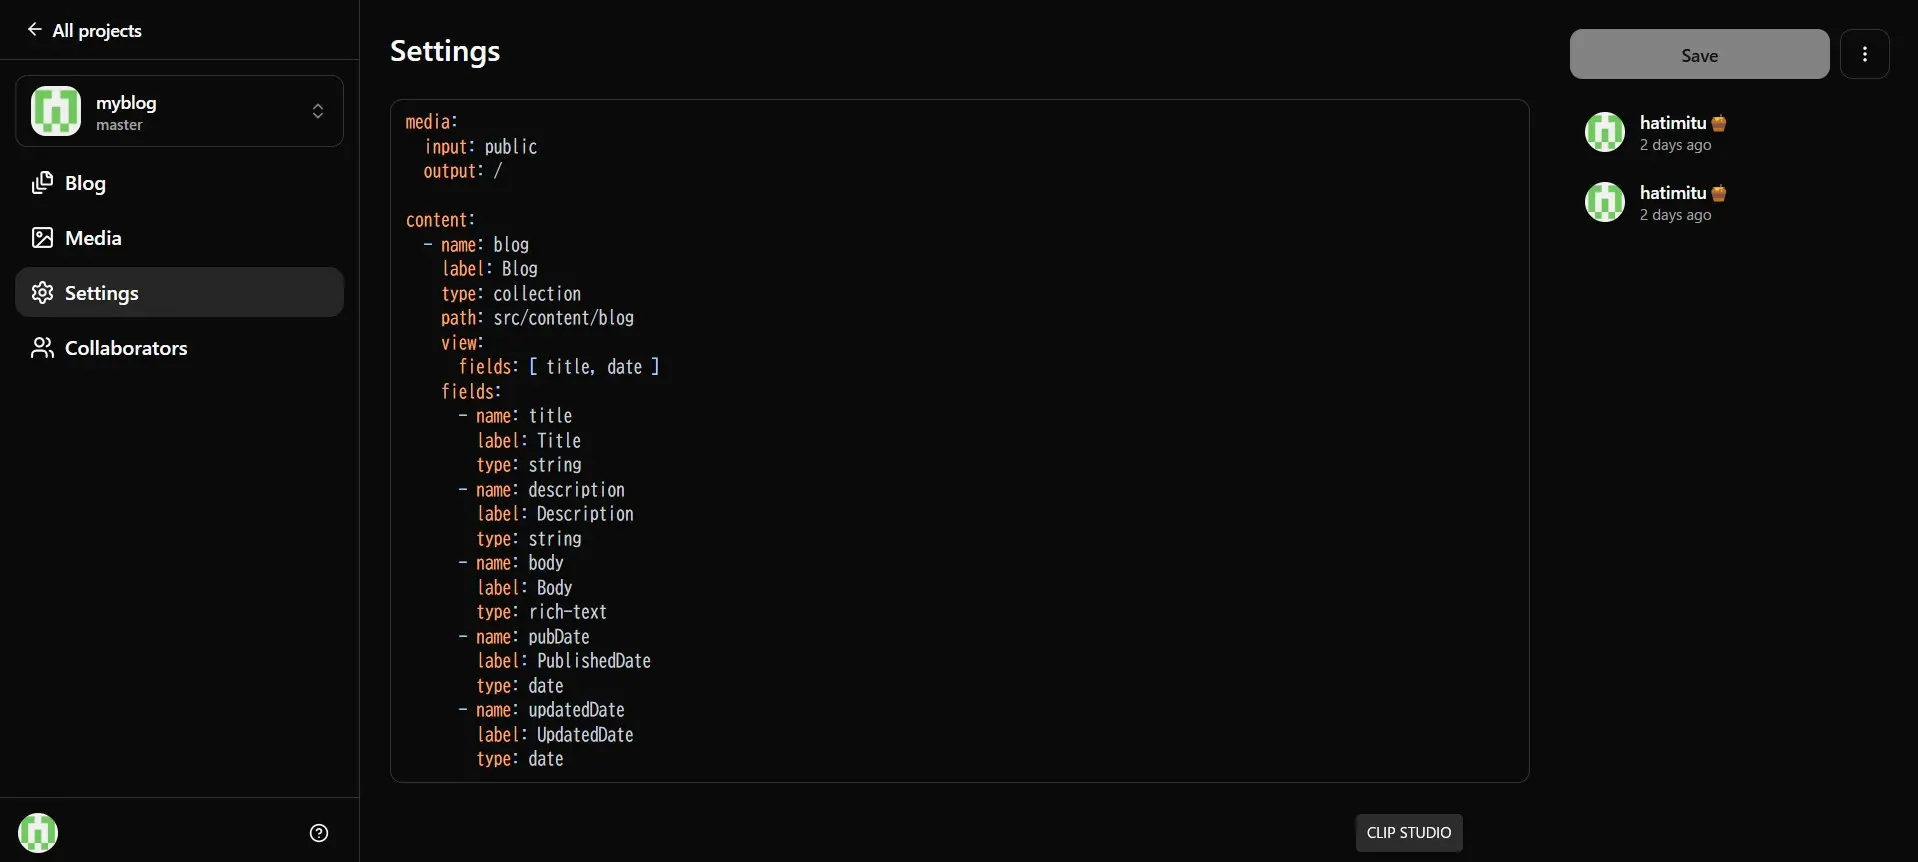 All projects
myblog
master
Blog
Media
Settings
Collaborators
Settings
media:
  input: public
  output: /
content:
  - name: blog
    label: Blog
    type: collection
    path: src/content/blog
    view:
      fields: [ title, date ]
    fields:
      - name: title
        label: Title
        type: string
      - name: description
        label: Description
        type: string
      - name: body
        label: Body
        type: rich-text
      - name: pubDate
        label: PublishedDate
        type: date
      - name: updatedDate
        label: UpdatedDate
        type: date
Save
hatimitu🍯
2 days ago
hatimitu🍯
2 days ago
CLIP STUDIO